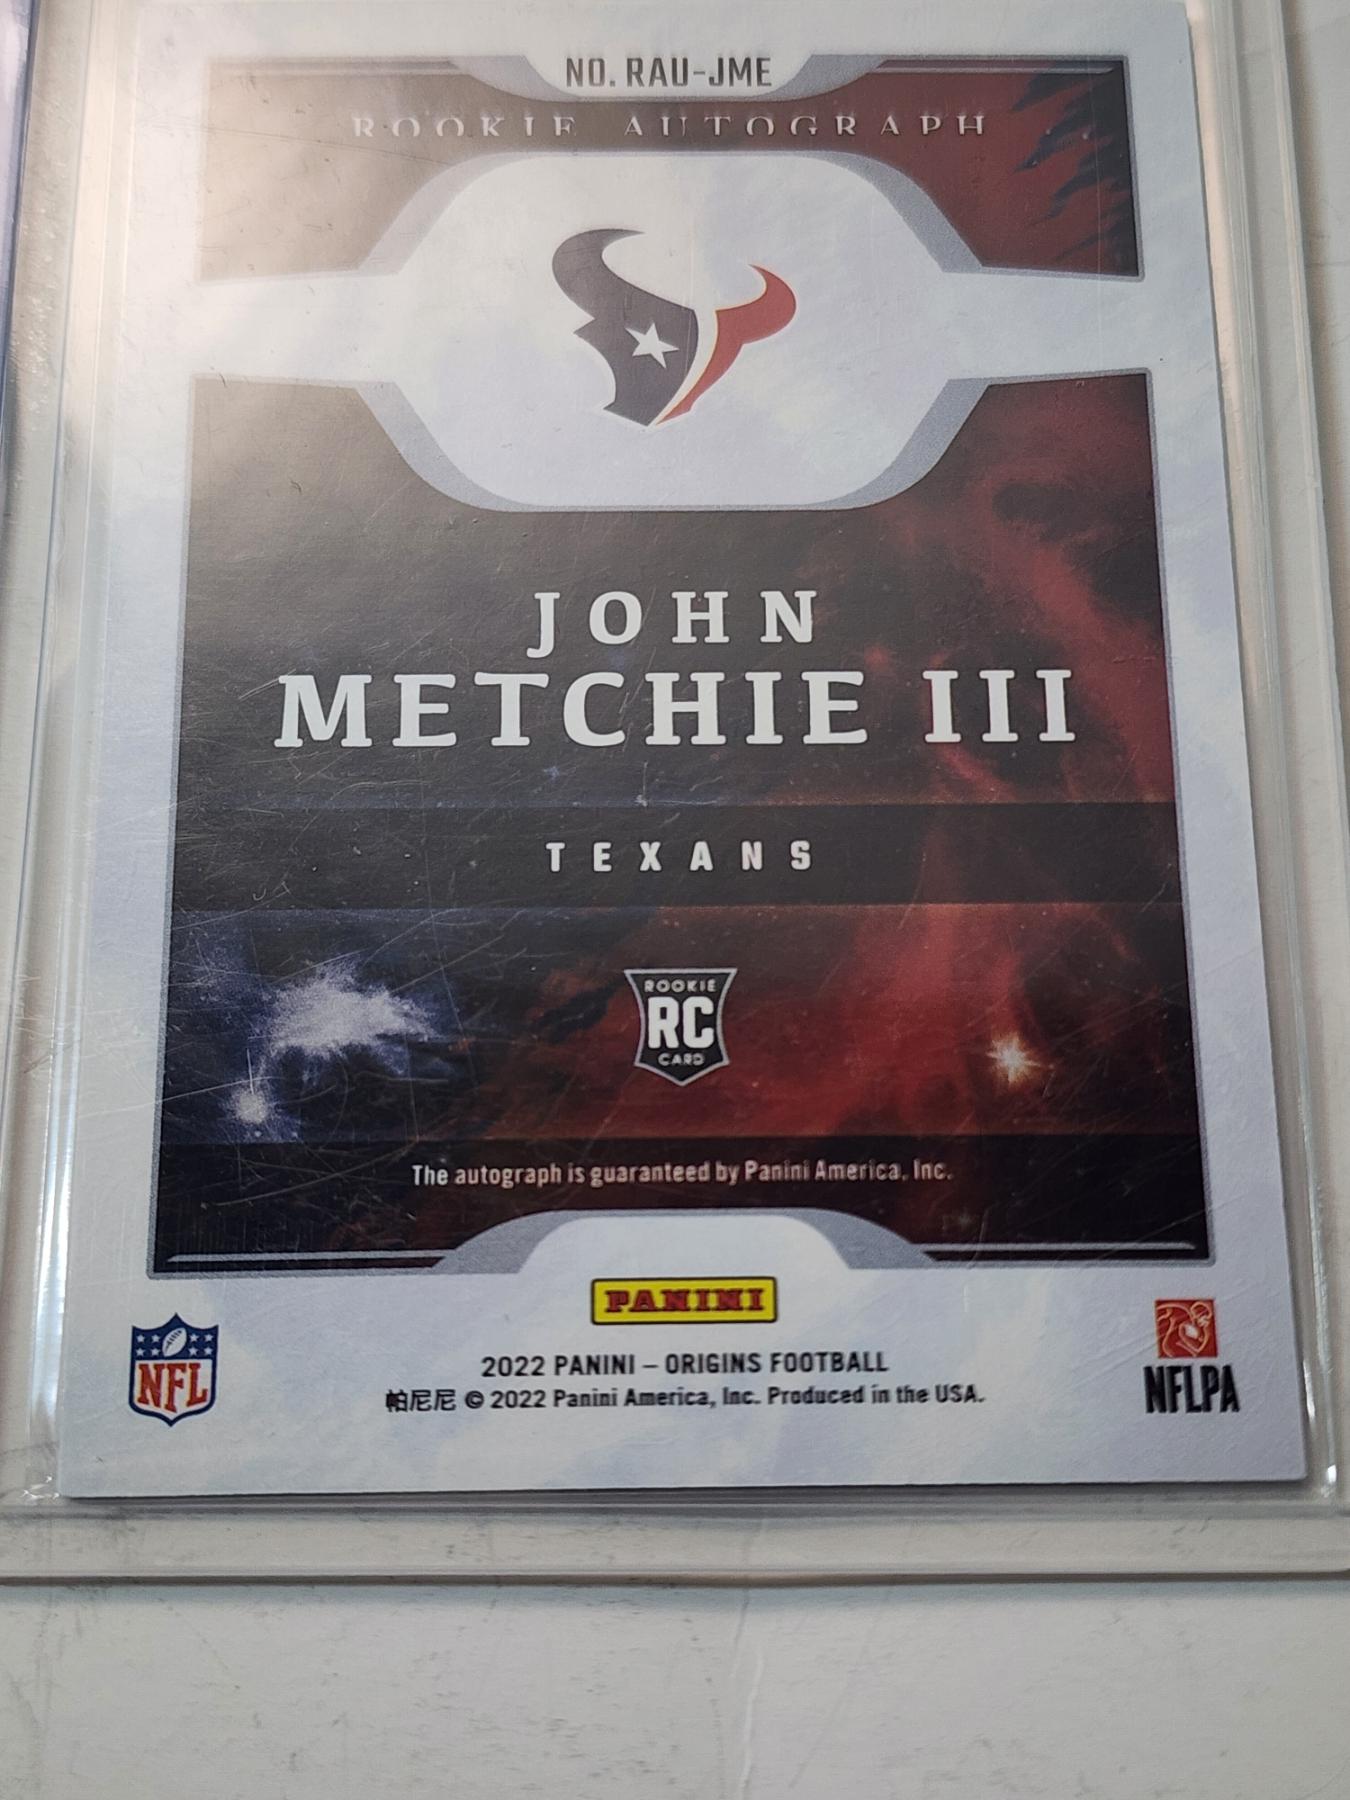 NO. RAU-JME
ROOKIE AUTOGRAPH
JOHN
METCHIE III
TEXANS
ROOKIE
RC
CARD
The autograph is guaranteed by Panini America, Inc.
PANINI
2022 PANINI – ORIGINS FOOTBALL
帕尼尼 © 2022 Panini America, Inc. Produced in the USA.
NFL
NFLPA